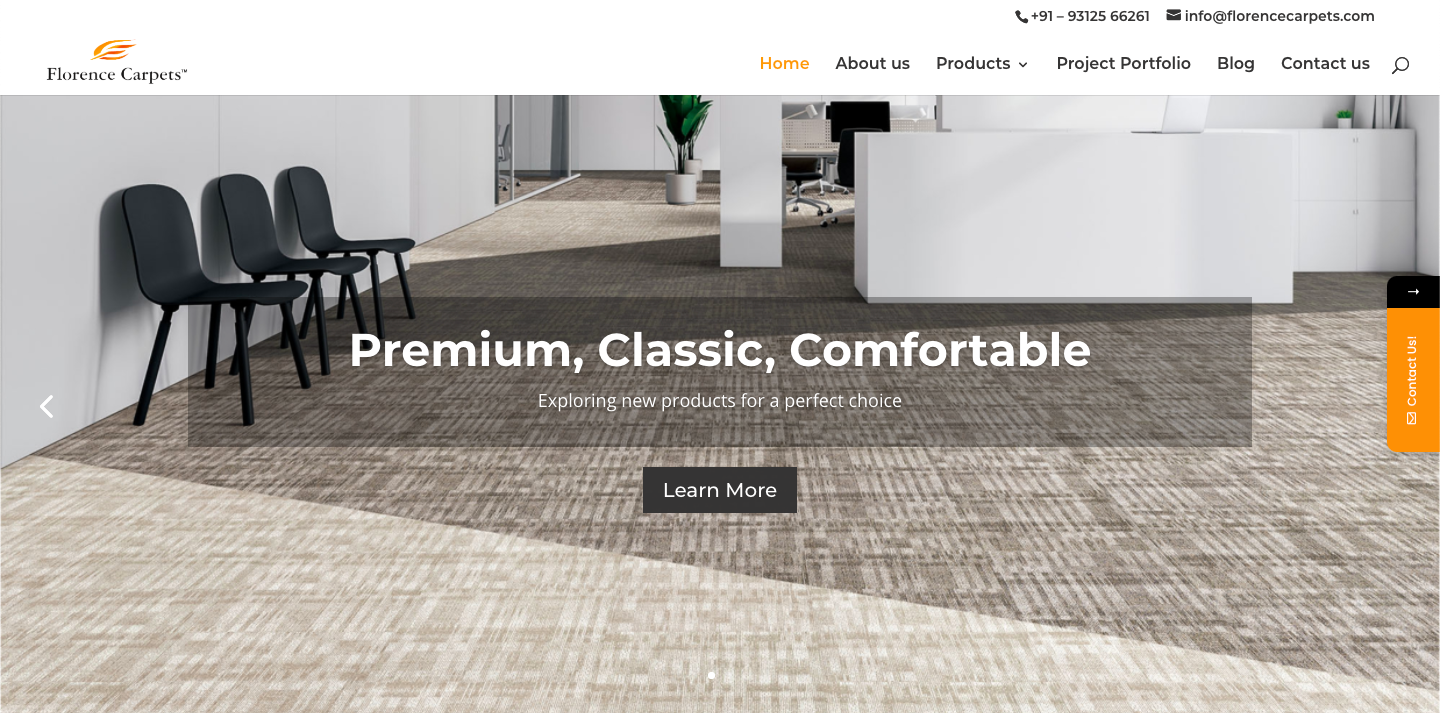 +91 – 93125 66261 info@florencecarpets.com
Florence Carpets™
Home About us Products Project Portfolio Blog Contact us
Premium, Classic, Comfortable
Exploring new products for a perfect choice
Learn More
Contact Us!